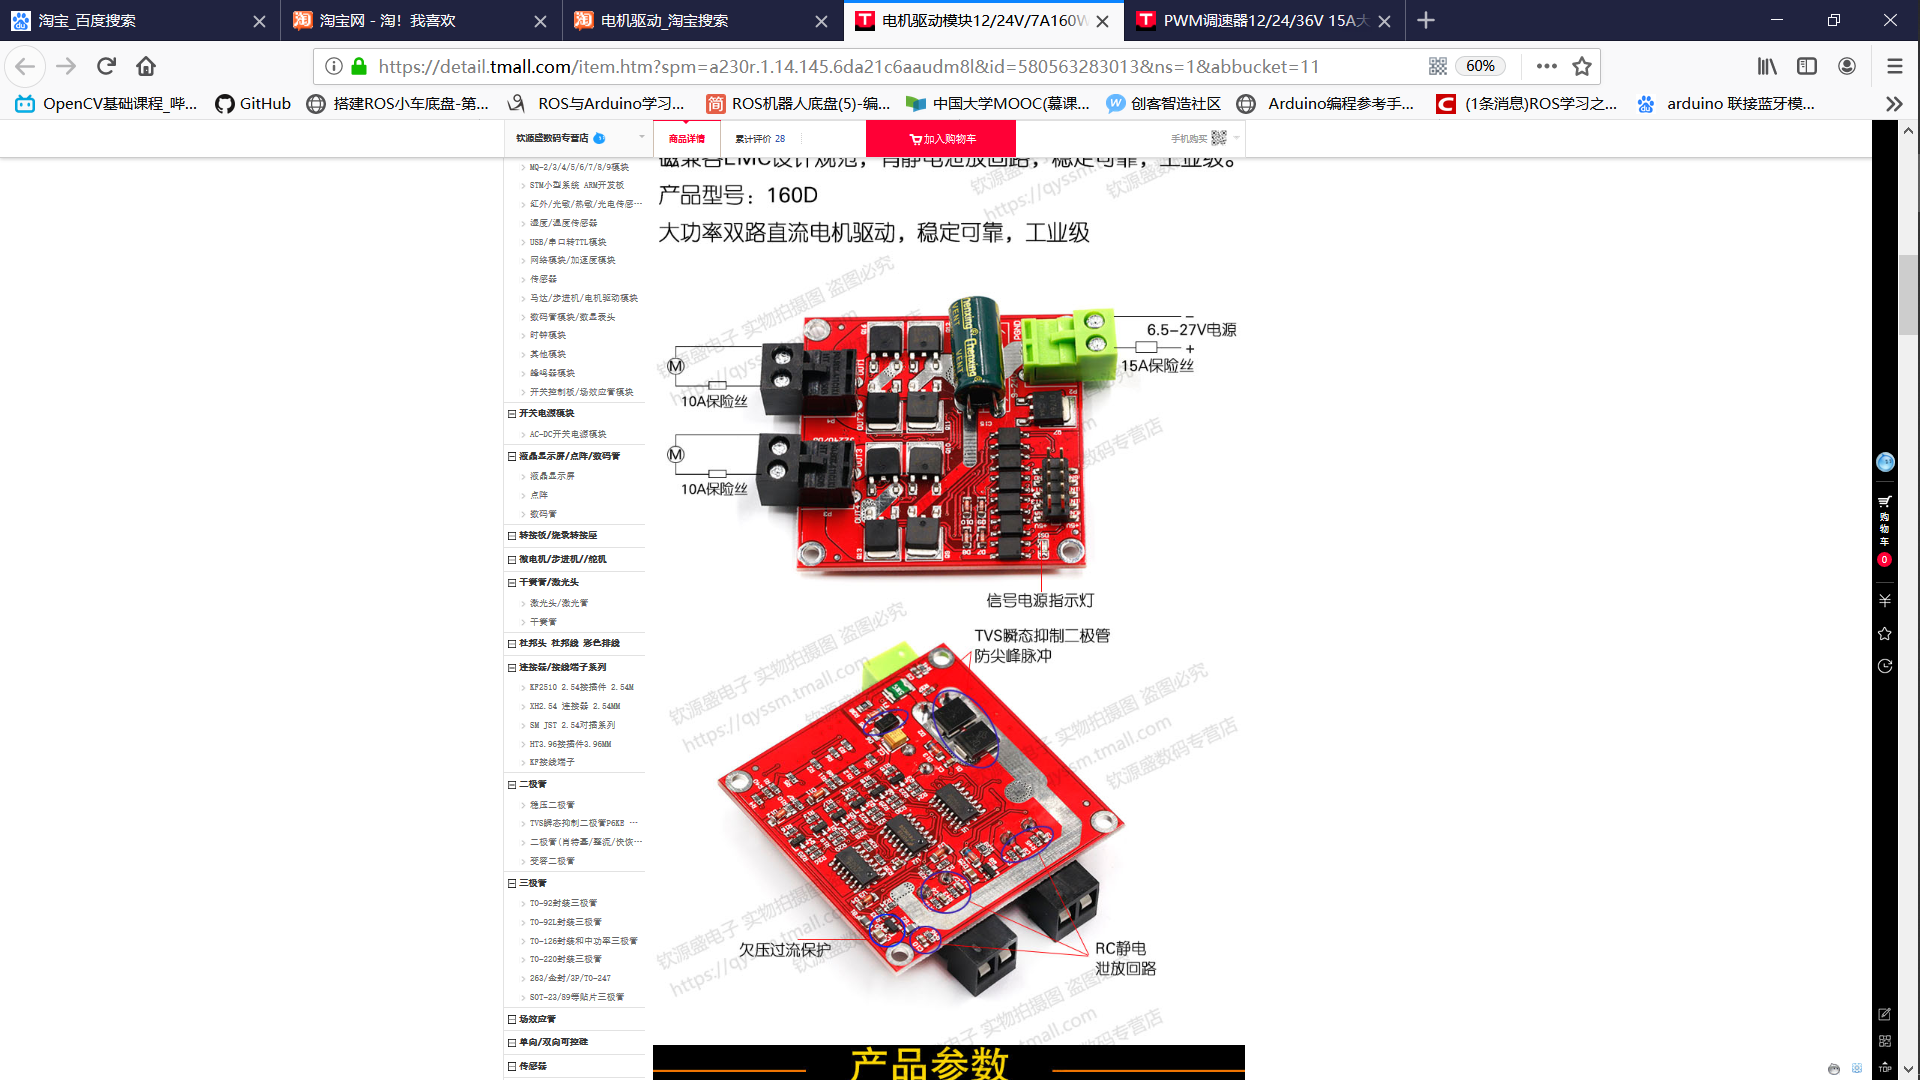 淘宝_百度搜索
淘宝网 - 淘！我喜欢
电机驱动_淘宝搜索
电机驱动模块12/24V/7A160W
PWM调速器12/24/36V 15A大
https://detail.tmall.com/item.htm?spm=a230r.1.14.145.6da21c6aaudm8l&id=580563283013&ns=1&abbucket=11
60%
OpenCV基础课程_哔...
GitHub
搭建ROS小车底盘-第...
ROS与Arduino学习...
ROS机器人底盘(5)-编...
中国大学MOOC(慕课...
创客智造社区
Arduino编程参考手...
(1条消息)ROS学习之...
arduino 联接蓝牙模...
钦源盛数码专营店
商品详情
累计评价 28
加入购物车
手机购买
MQ-2/3/4/5/6/7/8/9模块
STM小型系统 ARM开发板
红外/光敏/热敏/光电传感…
湿度/温度传感器
USB/串口转TTL模块
网络模块/加速度模块
传感器
马达/步进机/电机驱动模块
数码管模块/数显表头
时钟模块
其他模块
蜂鸣器模块
开关控制板/场效应管模块
开关电源模块
AC-DC开关电源模块
液晶显示屏/点阵/数码管
液晶显示屏
点阵
数码管
转接板/烧录转接座
微电机/步进机//舵机
干簧管/激光头
激光头/激光管
干簧管
杜邦头 杜邦线 彩色排线
连接器/接线端子系列
KF2510 2.54接插件 2.54M
XH2.54 连接器 2.54MM
SM JST 2.54对插系列
HT3.96接插件3.96MM
KF接线端子
二极管
稳压二极管
TVS瞬态抑制二极管P6KE …
二极管(肖特基/整流/快恢…
变容二极管
三极管
TO-92封装三极管
TO-92L封装三极管
TO-126封装和中功率三极管
TO-220封装三极管
263/金封/3P/TO-247
SOT-23/89等贴片三极管
场效应管
单向/双向可控硅
传感器
磁兼容EMC设计规范，有静电泄放回路，稳定可靠，工业级。
产品型号：160D
大功率双路直流电机驱动，稳定可靠，工业级
6.5-27V电源
15A保险丝
M
10A保险丝
M
10A保险丝
信号电源指示灯
TVS瞬态抑制二极管
防尖峰脉冲
欠压过流保护
RC静电
泄放回路
钦源盛电子 实物拍摄图 盗图必究
https://qyssm.tmall.com
钦源盛数码专营店
产品参数
购物车
0
TOP